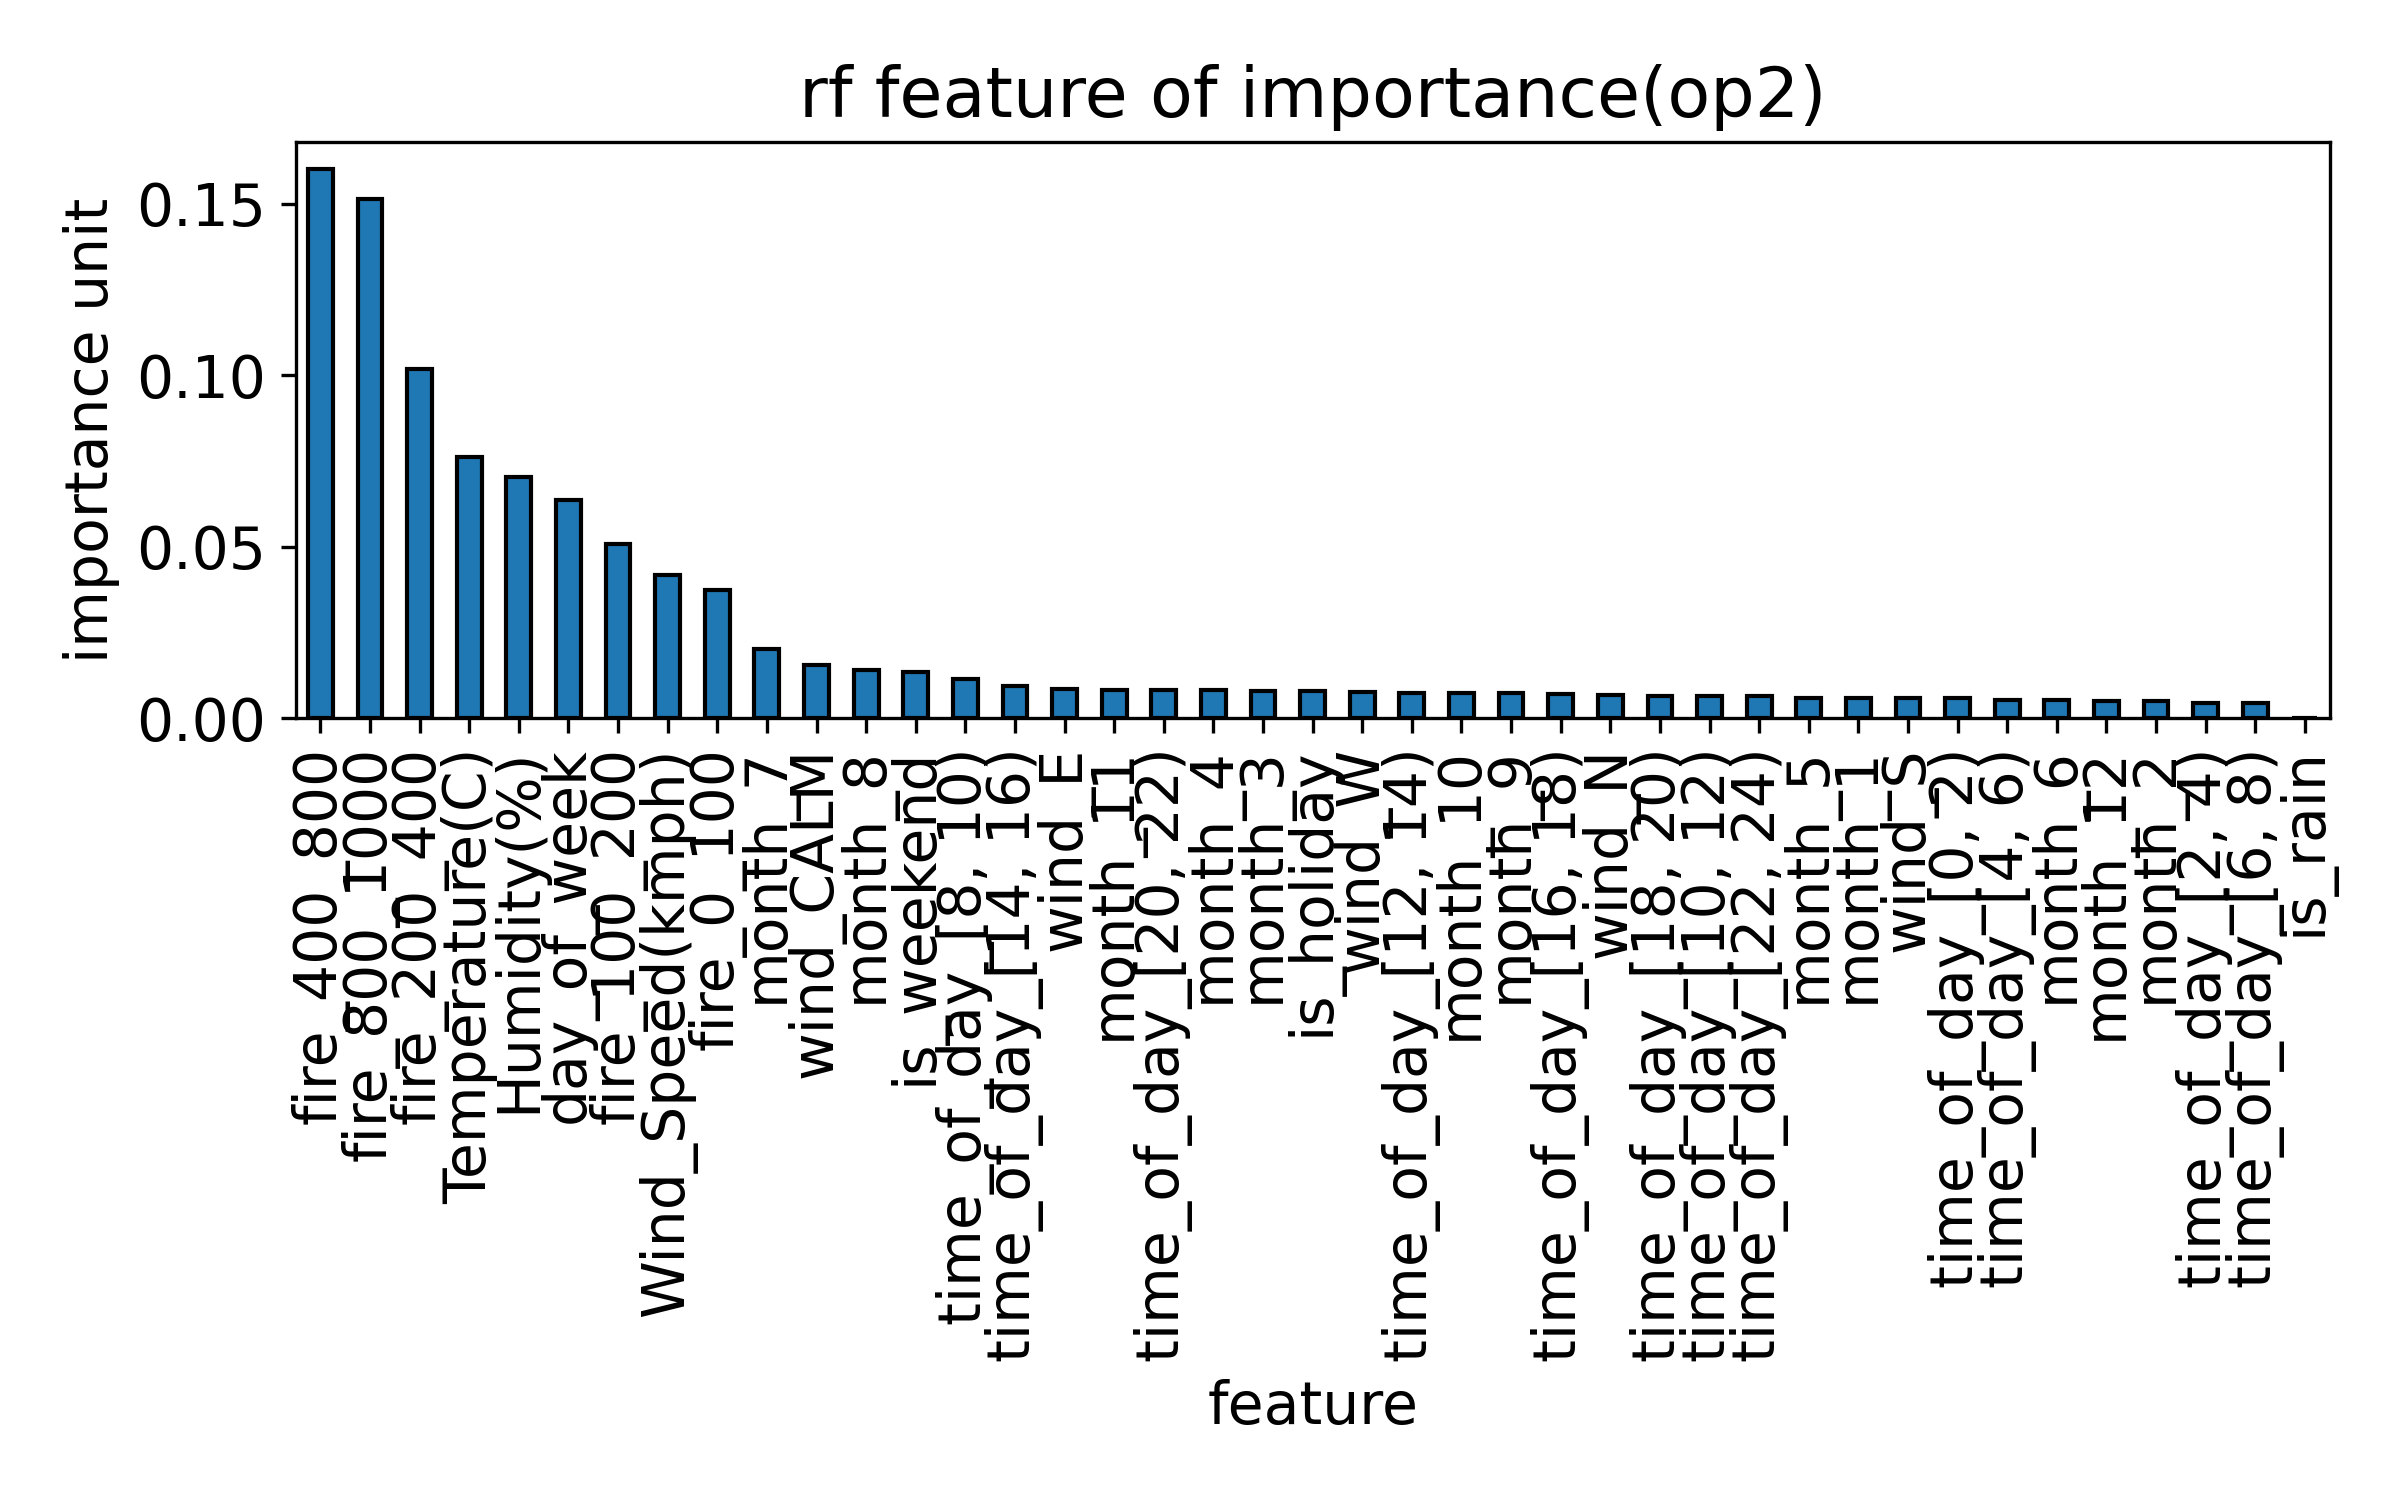 rf feature of importance(op2)
importance unit
0.15
0.10
0.05
0.00
fire_400_800
fire_800_1000
fire_200_400
Temperature(C)
Humidity(%)
day_of_week
fire_100_200
Wind_Speed(kmph)
fire_0_100
month_7
wind_CALM
month_8
is_weekend
time_of_day_[8, 10)
time_of_day_[14, 16)
wind_E
month_11
time_of_day_[20, 22)
month_4
month_3
is_holiday
wind_W
time_of_day_[12, 14)
month_10
month_9
time_of_day_[16, 18)
wind_N
time_of_day_[18, 20)
time_of_day_[10, 12)
time_of_day_[22, 24)
month_5
month_1
wind_S
time_of_day_[0, 2)
time_of_day_[4, 6)
month_6
month_12
month_2
time_of_day_[2, 4)
time_of_day_[6, 8)
is_rain
feature